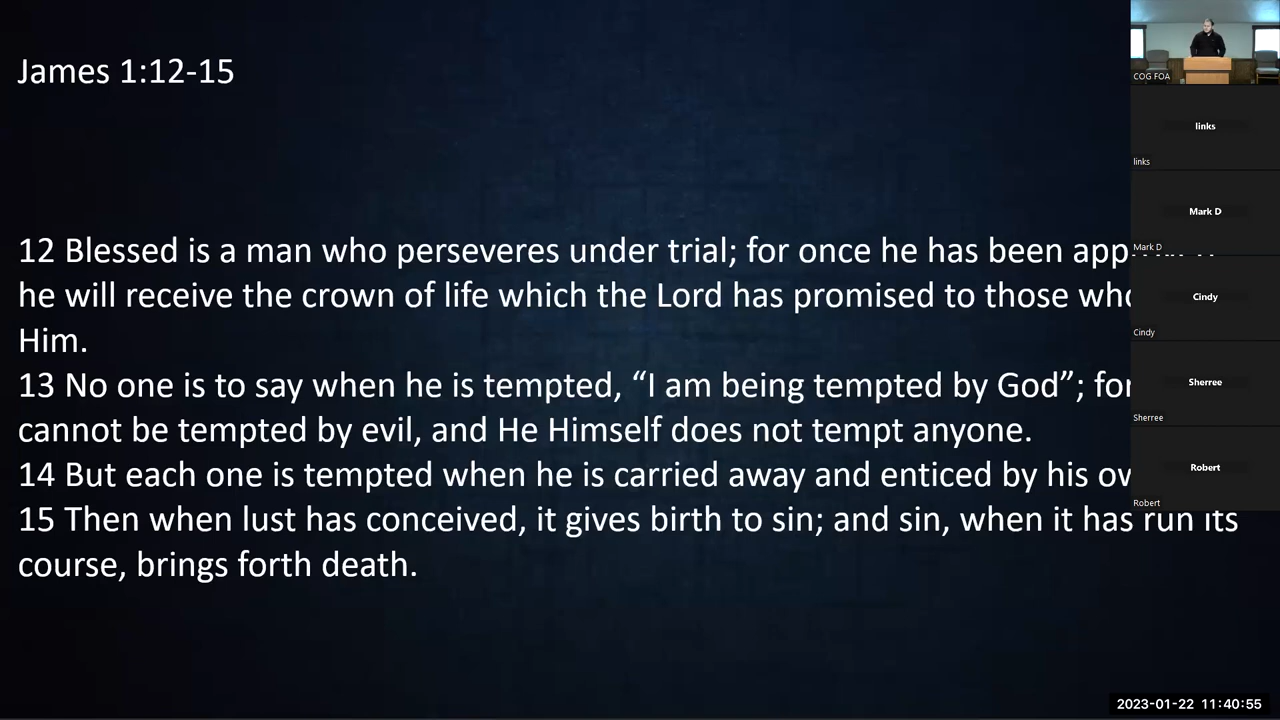 James 1:12-15
12 Blessed is a man who perseveres under trial; for once he has been
he will receive the crown of life which the Lord has promised to those
Him.
13 No one is to say when he is tempted, “I am being tempted by God”; for
cannot be tempted by evil, and He Himself does not tempt anyone.
14 But each one is tempted when he is carried away and enticed by his
15 Then when lust has conceived, it gives birth to sin; and sin, when it has run its
course, brings forth death.
COG FOA
links
links
Mark D
Mark D
Cindy
Cindy
Sherree
Sherree
Robert
Robert
2023-01-22 11:40:55